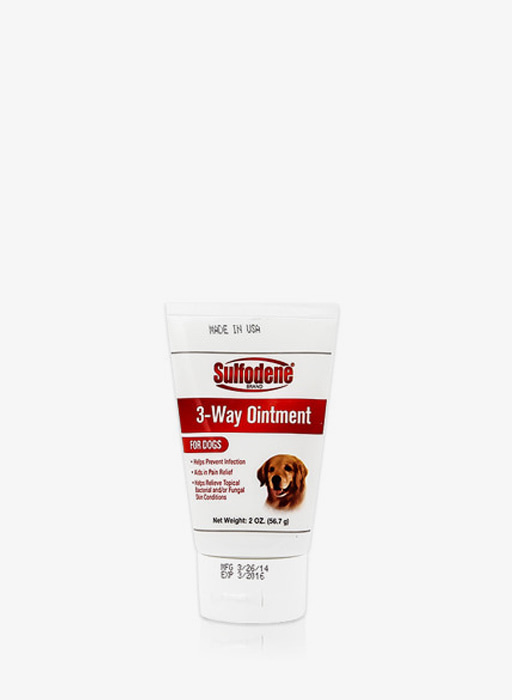 MADE IN USA
Sulfodene®
BRAND
3-Way Ointment
FOR DOGS
• Helps Prevent Infection
• Aids in Pain Relief
• Helps Relieve Topical
Bacterial and/or Fungal
Skin Conditions
Net Weight: 2 OZ. (56.7 g)
MFG 3/26/14
EXP 3/2016